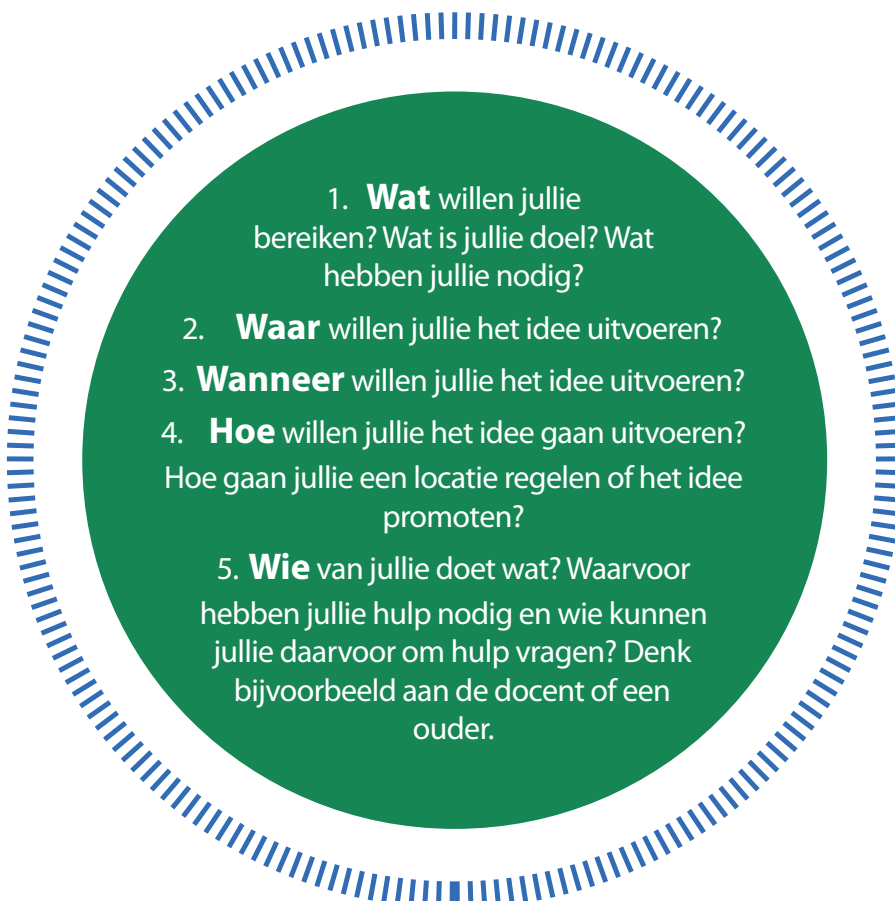 1. Wat willen jullie
bereiken? Wat is jullie doel? Wat
hebben jullie nodig?
2. Waar willen jullie het idee uitvoeren?
3. Wanneer willen jullie het idee uitvoeren?
4. Hoe willen jullie het idee gaan uitvoeren?
Hoe gaan jullie een locatie regelen of het idee
promoten?
5. Wie van jullie doet wat? Waarvoor
hebben jullie hulp nodig en wie kunnen
jullie daarvoor om hulp vragen? Denk
bijvoorbeeld aan de docent of een
ouder.